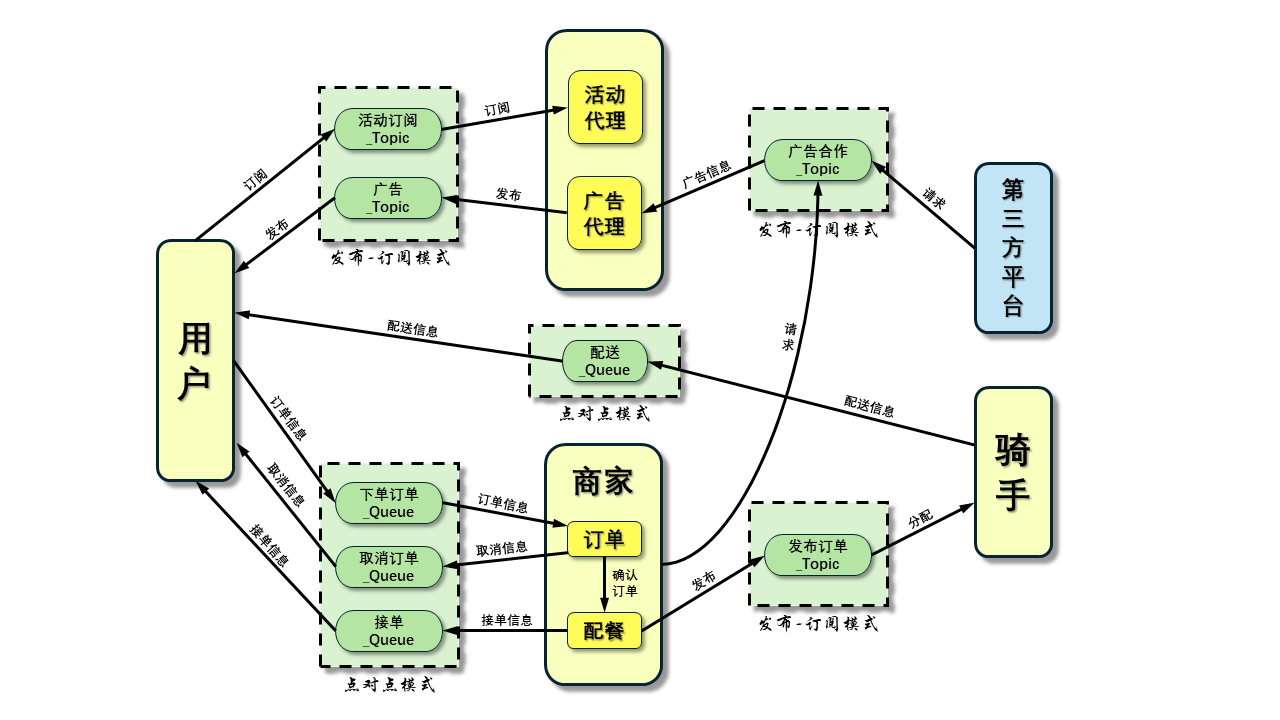 活动订阅
_Topic
广告
_Topic
发布-订阅模式
订阅
发布
订阅
发布
活动
代理
广告
代理
广告信息
广告合作
_Topic
发布-订阅模式
请求
第
三
方
平
台
用
户
配送信息
配送
_Queue
点对点模式
请
求
配送信息
骑
手
订单信息
取消信息
接单信息
下单订单
_Queue
取消订单
_Queue
接单
_Queue
点对点模式
订单信息
取消信息
接单信息
商家
订单
确认
订单
配餐
发布
发布订单
_Topic
发布-订阅模式
分配